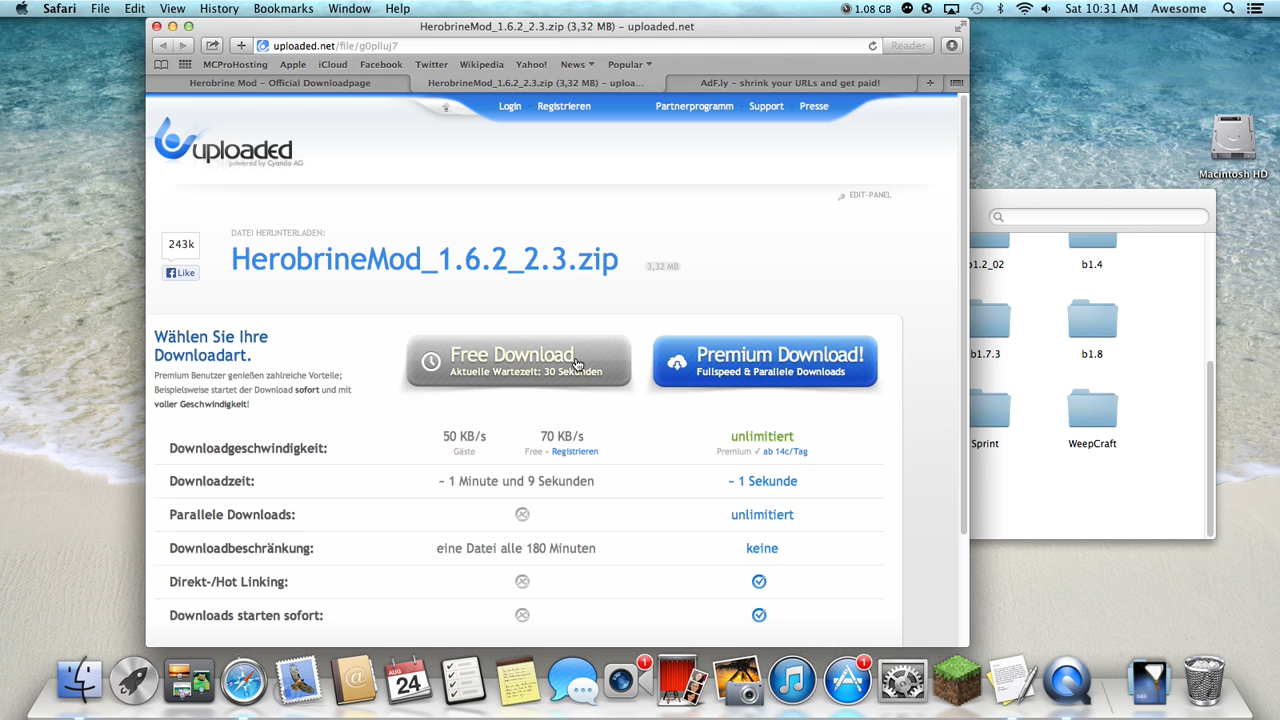 Safari File Edit View History Bookmarks Window Help 1.08 GB Sat 10:31 AM Awesome
HerobrineMod_1.6.2_2.3.zip (3,32 MB) – uploaded.net
uploaded.net/file/g0plluj7 Reader
MCProHosting Apple iCloud Facebook Twitter Wikipedia Yahoo! News Popular
Herobrine Mod – Official Downloadpage HerobrineMod_1.6.2_2.3.zip (3,32 MB) – uploa... AdF.ly – shrink your URLs and get paid!
Login Registrieren Partnerprogramm Support Presse
uploaded
powered by Cyando AG
EDIT-PANEL
243k
Like
DATEI HERUNTERLADEN:
HerobrineMod_1.6.2_2.3.zip 3,32 MB
Wählen Sie Ihre
Downloadart.
Premium Benutzer genießen zahlreiche Vorteile;
Beispielsweise startet der Download sofort und mit
voller Geschwindigkeit!
Free Download
Aktuelle Wartezeit: 30 Sekunden
Premium Download!
Fullspeed & Parallele Downloads
Downloadgeschwindigkeit: 50 KB/s 70 KB/s unlimitiert
Gäste Free – Registrieren Premium ✓ ab 14c/Tag
Downloadzeit: ~ 1 Minute und 9 Sekunden ~ 1 Sekunde
Parallele Downloads: unlimitiert
Downloadbeschränkung: eine Datei alle 180 Minuten keine
Direkt-/Hot Linking:
Downloads starten sofort:
Macintosh HD
b1.2_02 b1.4
b1.7.3 b1.8
Sprint WeepCraft
AUG
24
1
1